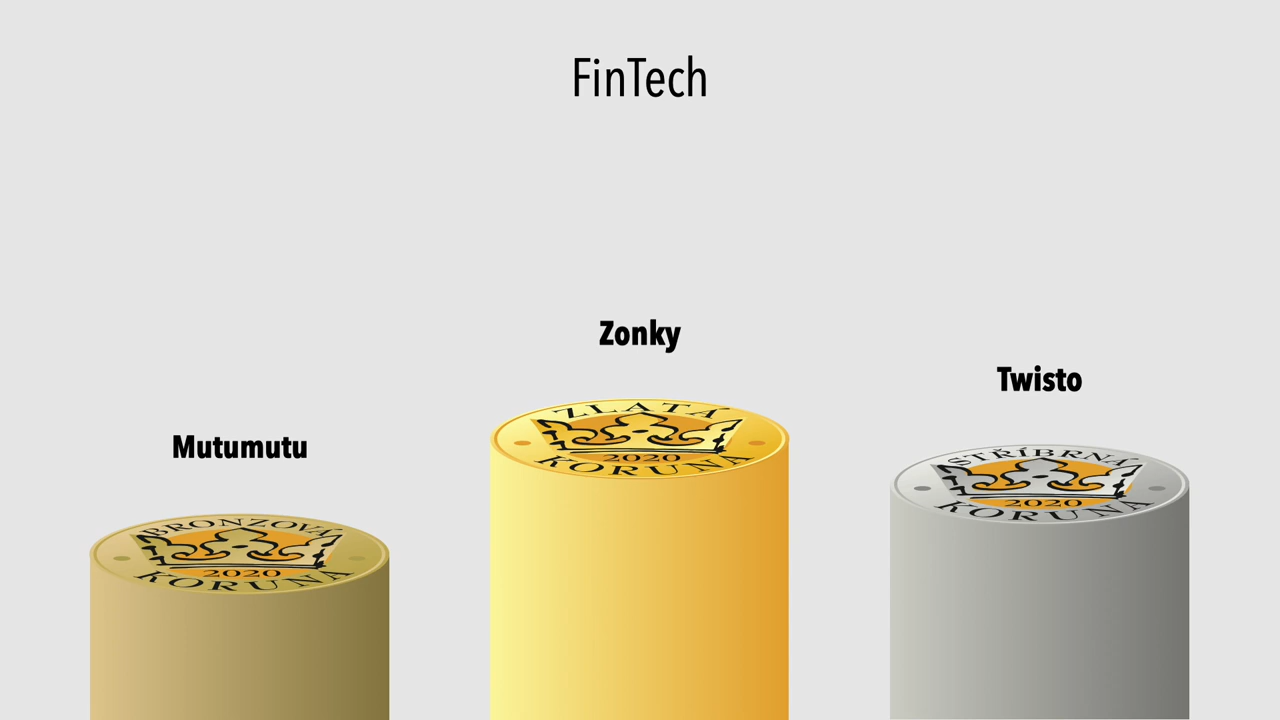 FinTech
Mutumutu
BRONZOVÁ
2020
KORUNA
Zonky
ZLATÁ
2020
KORUNA
Twisto
STŘÍBRNÁ
2020
KORUNA